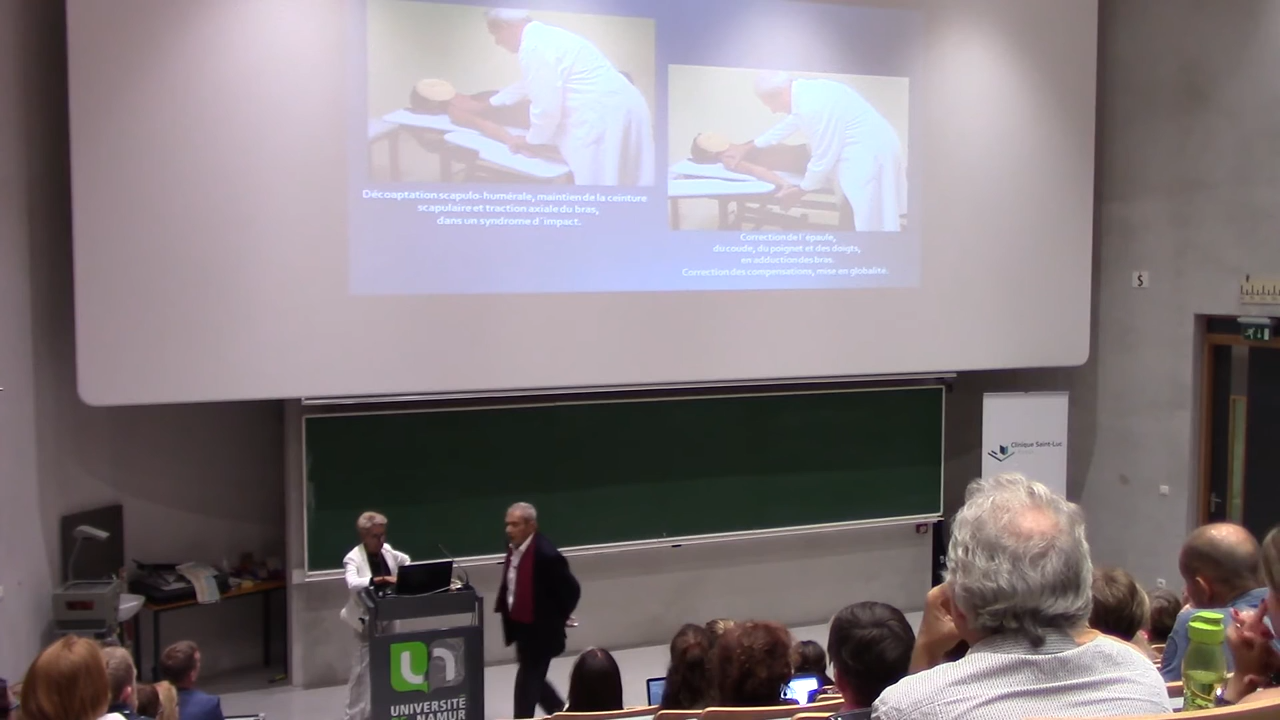 Décoaptation scapulo-humérale, maintien de la ceinture
scapulaire et traction axiale du bras,
dans un syndrome d'impact.
Correction de l'épaule,
du coude, du poignet et des doigts,
en adduction des bras.
Correction des compensations, mise en globalité.
S
Clinique Saint-Luc
UNIVERSITÉ
DE NAMUR